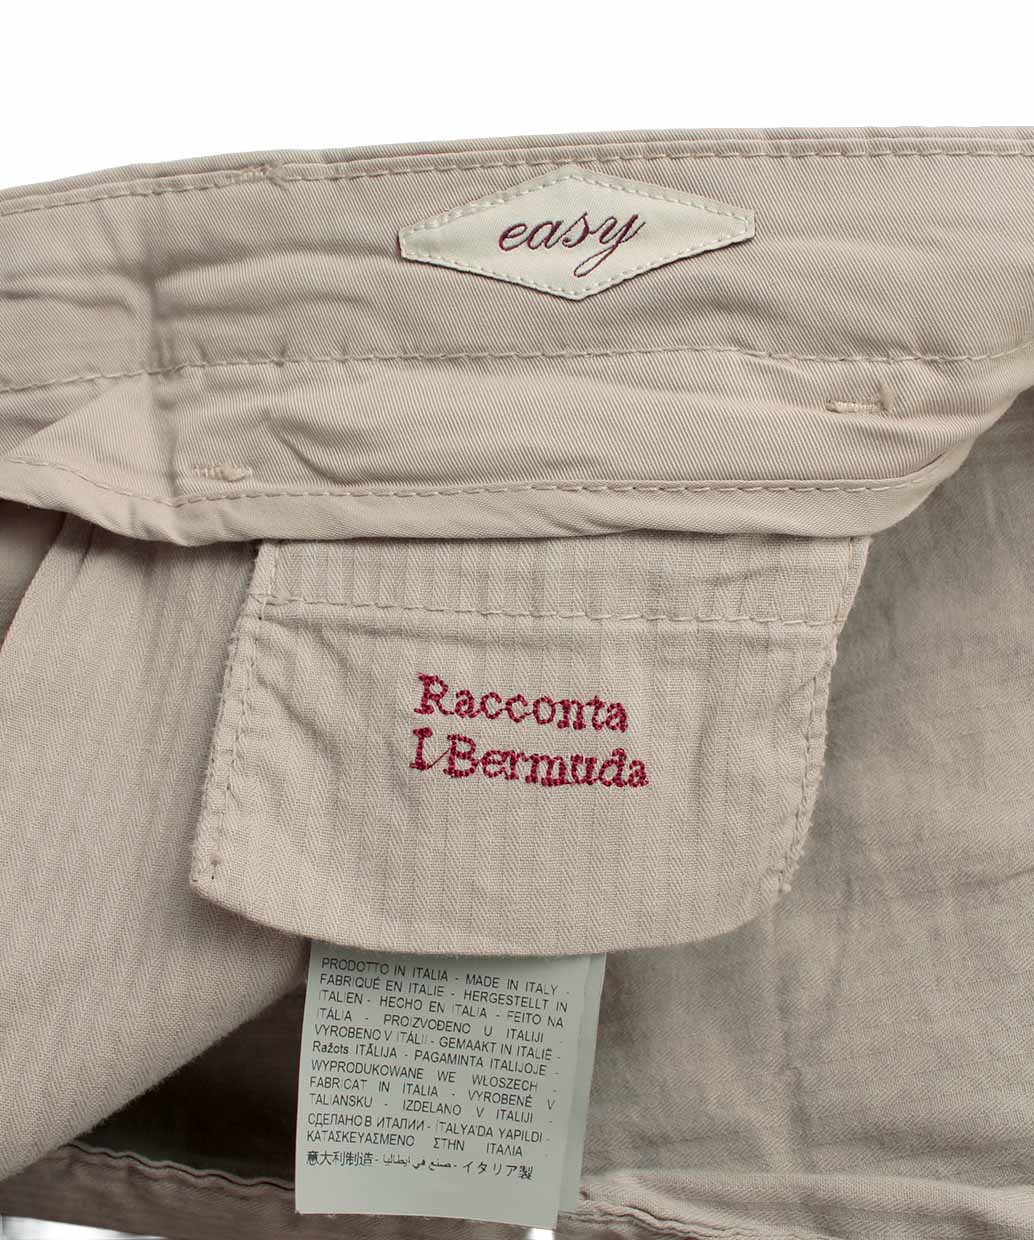 easy
Racconta
I Bermuda
PRODOTTO IN ITALIA - MADE IN ITALY -
FABRIQUÉ EN ITALIE - HERGESTELLT IN
ITALIEN - HECHO EN ITALIA - FEITO NA
ITÁLIA - PROIZVOĐENO U ITALIJI -
VYROBENO V ITÁLII - GEMAAKT IN ITALIË -
Ražots ITĀLIJA - PAGAMINTA ITALIJOJE -
WYPRODUKOWANE WE WŁOSZECH -
FABRICAT IN ITALIA - VYROBENÉ V
TALIANSKU - IZDELANO V ITALIJI -
СДЕЛАНО В ИТАЛИИ - İTALYA'DA YAPILDI -
ΚΑΤΑΣΚΕΥΑΣΜΕΝΟ ΣΤΗΝ ΙΤΑΛΙΑ -
意大利制造 - صنع في ايطاليا - イタリア製